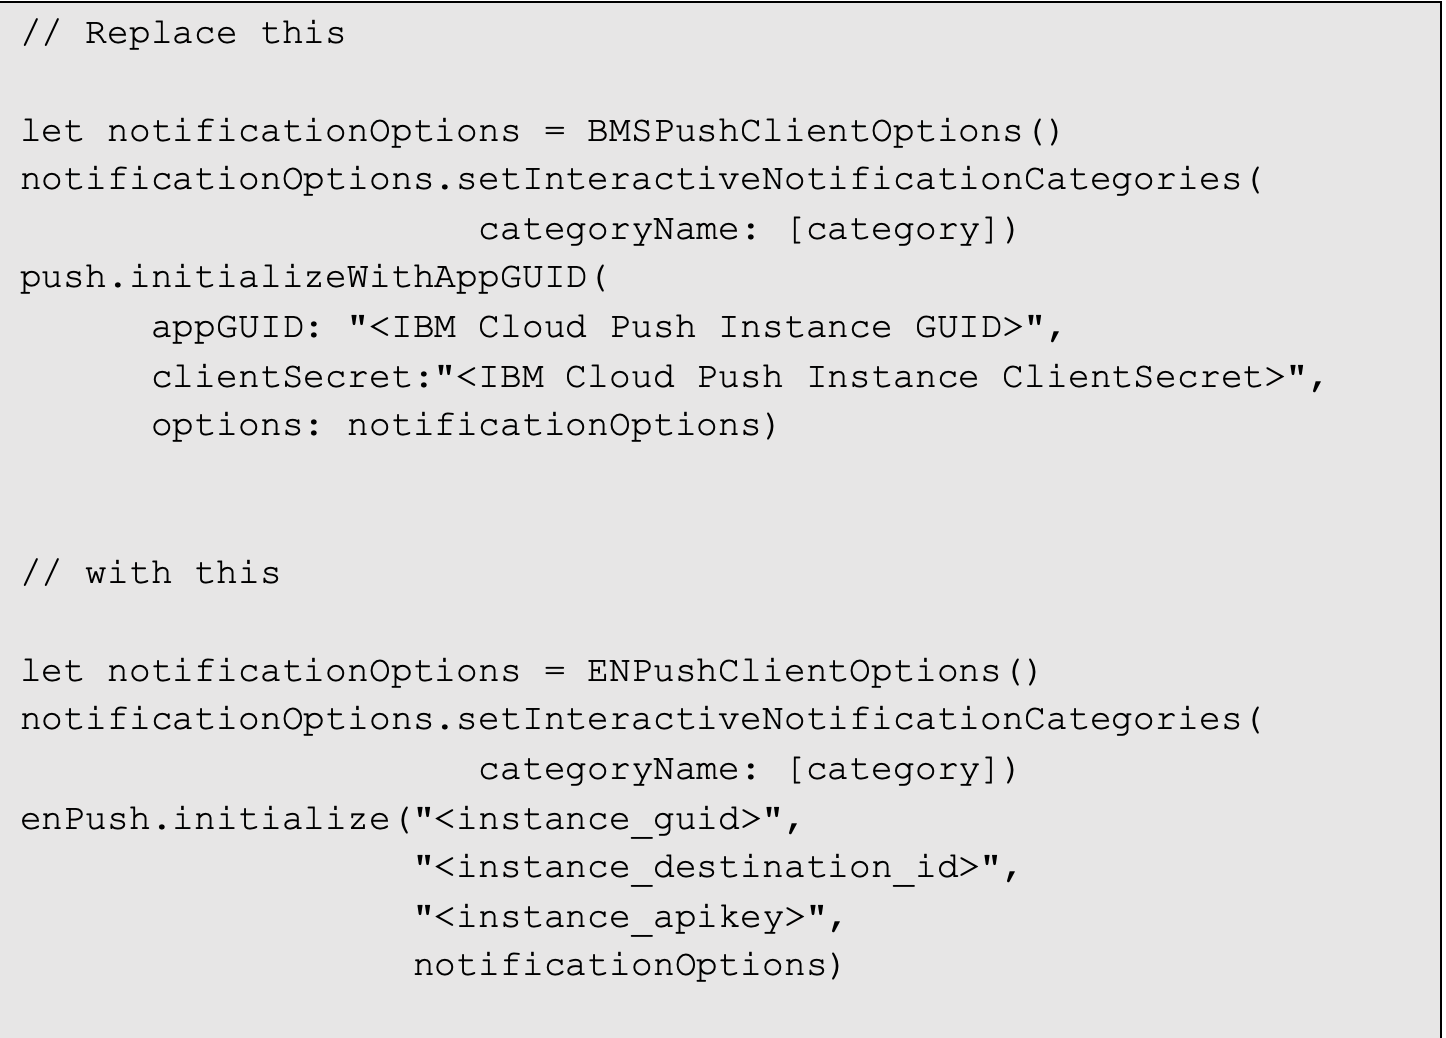 // Replace this
let notificationOptions = BMSPushClientOptions()
notificationOptions.setInteractiveNotificationCategories(
categoryName: [category])
push.initializeWithAppGUID(
appGUID: "<IBM Cloud Push Instance GUID>",
clientSecret:"<IBM Cloud Push Instance ClientSecret>",
options: notificationOptions)
// with this
let notificationOptions = ENPushClientOptions()
notificationOptions.setInteractiveNotificationCategories(
categoryName: [category])
enPush.initialize("<instance_guid>",
"<instance_destination_id>",
"<instance_apikey>",
notificationOptions)